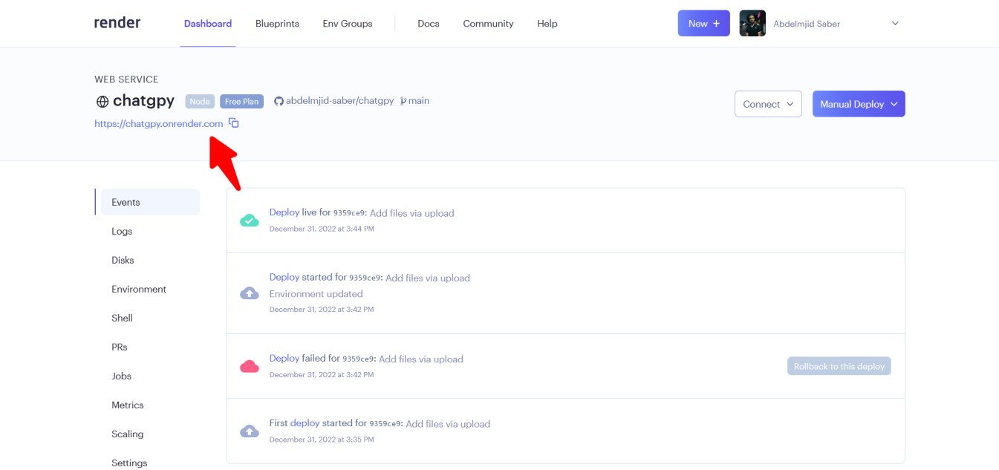 render Dashboard Blueprints Env Groups Docs Community Help New + Abdelmjid Saber
WEB SERVICE
chatgpy Node Free Plan abdelmjid-saber/chatgpy main
Connect Manual Deploy
https://chatgpy.onrender.com
Events
Logs
Disks
Environment
Shell
PRs
Jobs
Metrics
Scaling
Settings
Deploy live for 9359ce9: Add files via upload
December 31, 2022 at 3:44 PM
Deploy started for 9359ce9: Add files via upload
Environment updated
December 31, 2022 at 3:42 PM
Deploy failed for 9359ce9: Add files via upload
December 31, 2022 at 3:42 PM
Rollback to this deploy
First deploy started for 9359ce9: Add files via upload
December 31, 2022 at 3:35 PM